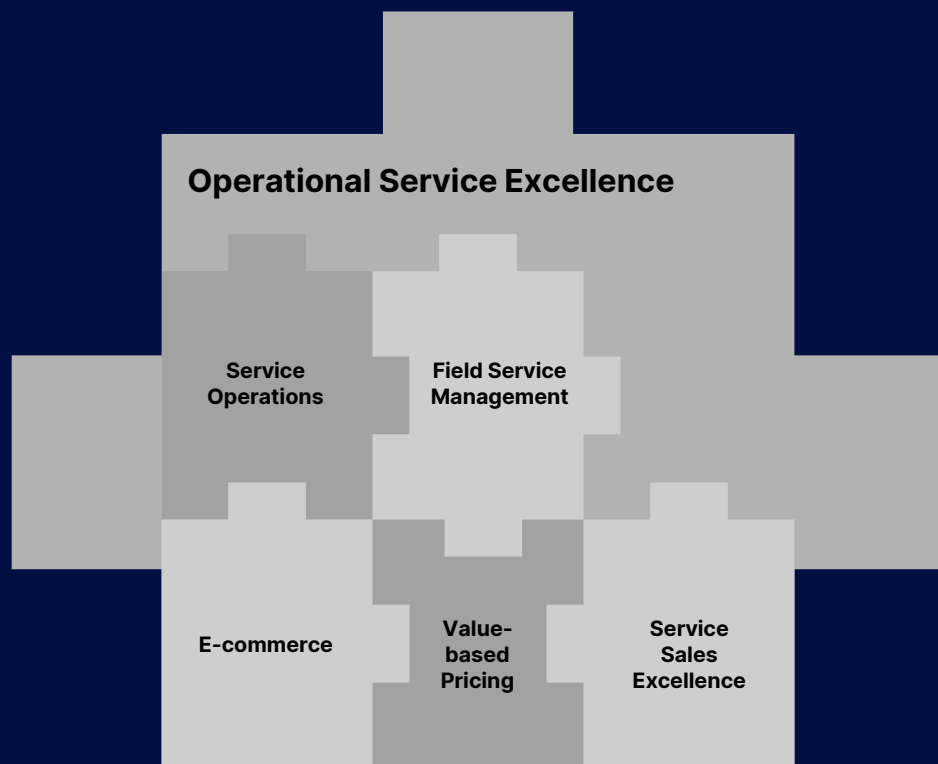 Operational Service Excellence
Service
Operations
Field Service
Management
E-commerce
Value-
based
Pricing
Service
Sales
Excellence